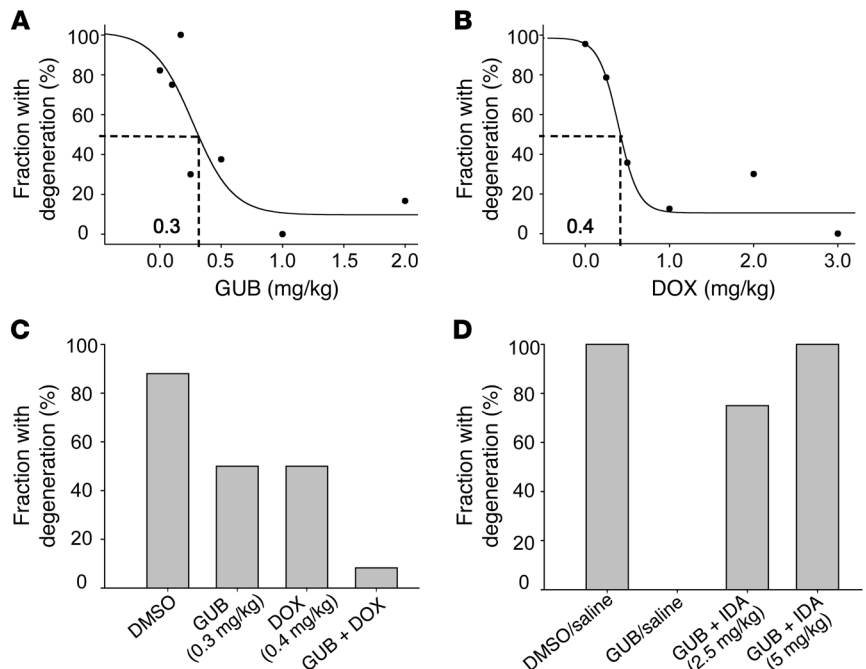 A
Fraction with
degeneration (%)
100
80
60
40
20
0
0.3
0.0
0.5
1.0
1.5
2.0
GUB (mg/kg)
B
Fraction with
degeneration (%)
100
80
60
40
20
0
0.4
0.0
1.0
2.0
3.0
DOX (mg/kg)
C
Fraction with
degeneration (%)
100
80
60
40
20
0
DMSO
GUB
(0.3 mg/kg)
DOX
(0.4 mg/kg)
GUB + DOX
D
Fraction with
degeneration (%)
100
80
60
40
20
0
DMSO/saline
GUB/saline
GUB + IDA
(2.5 mg/kg)
GUB + IDA
(5 mg/kg)